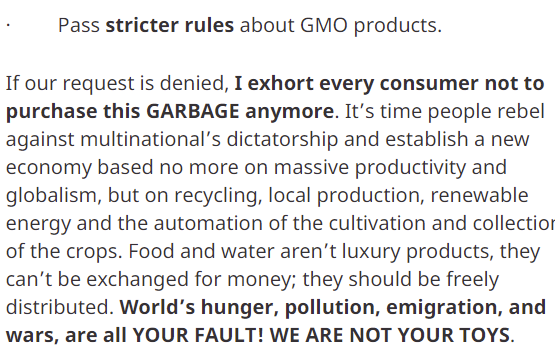 · Pass stricter rules about GMO products.
If our request is denied, I exhort every consumer not to
purchase this GARBAGE anymore. It’s time people rebel
against multinational’s dictatorship and establish a new
economy based no more on massive productivity and
globalism, but on recycling, local production, renewable
energy and the automation of the cultivation and collection
of the crops. Food and water aren’t luxury products, they
can’t be exchanged for money; they should be freely
distributed. World’s hunger, pollution, emigration, and
wars, are all YOUR FAULT! WE ARE NOT YOUR TOYS.